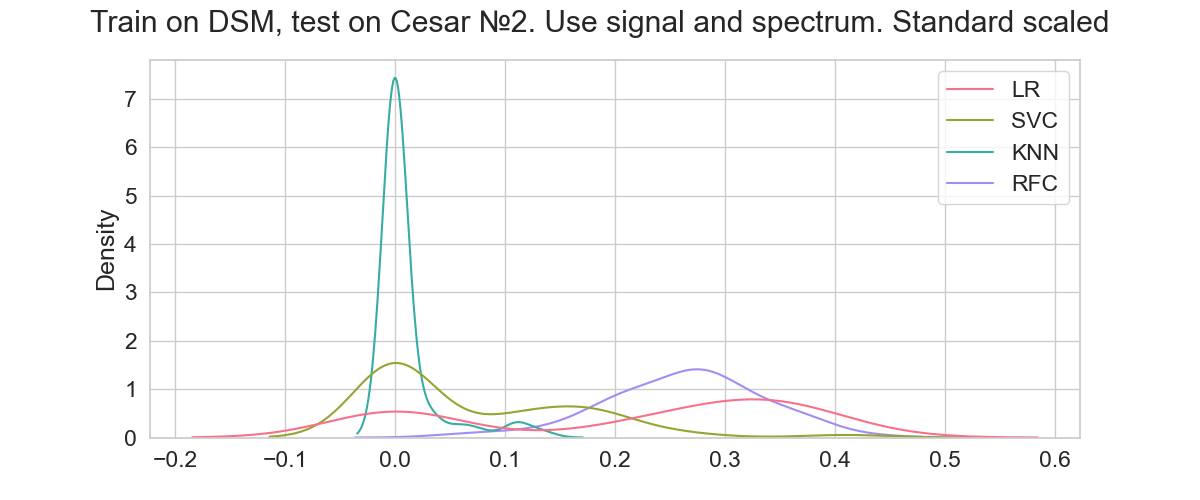 Train on DSM, test on Cesar №2. Use signal and spectrum. Standard scaled
LR
SVC
KNN
RFC
Density
7
6
5
4
3
2
1
0
−0.2 −0.1 0.0 0.1 0.2 0.3 0.4 0.5 0.6